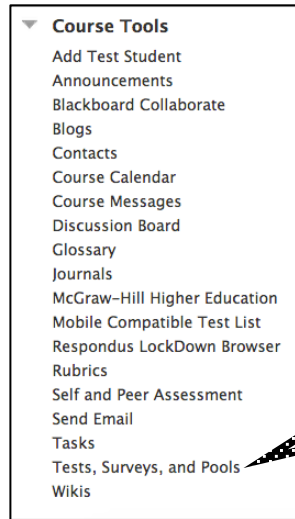 Course Tools
Add Test Student
Announcements
Blackboard Collaborate
Blogs
Contacts
Course Calendar
Course Messages
Discussion Board
Glossary
Journals
McGraw-Hill Higher Education
Mobile Compatible Test List
Respondus LockDown Browser
Rubrics
Self and Peer Assessment
Send Email
Tasks
Tests, Surveys, and Pools
Wikis